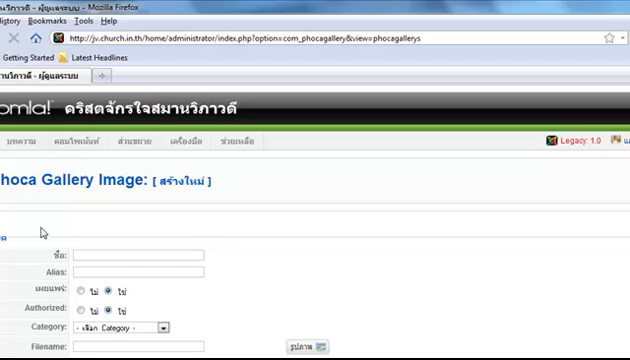 นวิภาวดี - ผู้ดูแลระบบ - Mozilla Firefox
History Bookmarks Tools Help
http://jv.church.in.th/home/administrator/index.php?option=com_phocagallery&view=phocagallerys
Getting Started Latest Headlines
านวิภาวดี - ผู้ดูแลระบบ
omla! คริสตจักรใจสมานวิภาวดี
บทความ คอมโพเน้นท์ ส่วนขยาย เครื่องมือ ช่วยเหลือ Legacy: 1.0
hoca Gallery Image: [ สร้างใหม่ ]
ชื่อ:
Alias:
เผยแพร่: ไม่ ใช่
Authorized: ไม่ ใช่
Category: - เลือก Category -
Filename: รูปภาพ